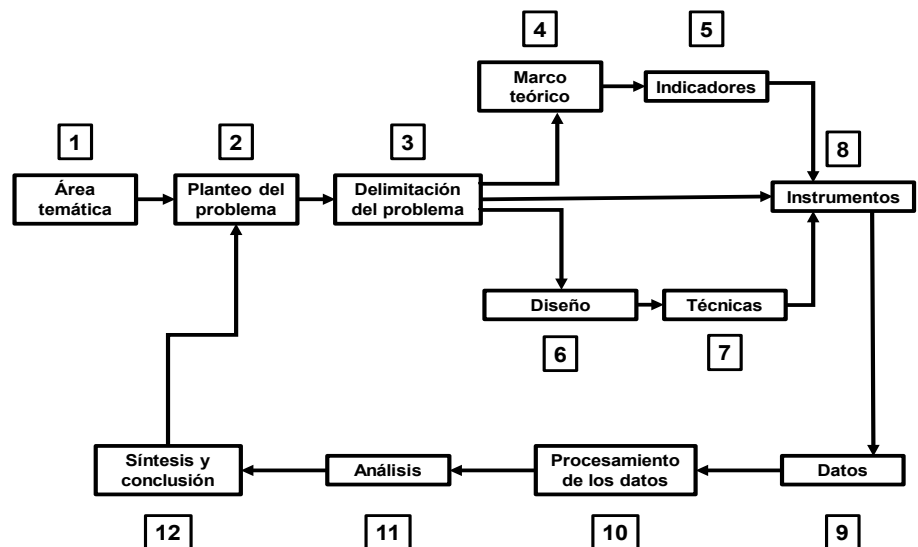 4
5
Marco
teórico
Indicadores
1
2
3
8
Área
temática
Planteo del
problema
Delimitación
del problema
Instrumentos
Diseño
Técnicas
6
7
Síntesis y
conclusión
Análisis
Procesamiento
de los datos
Datos
12
11
10
9